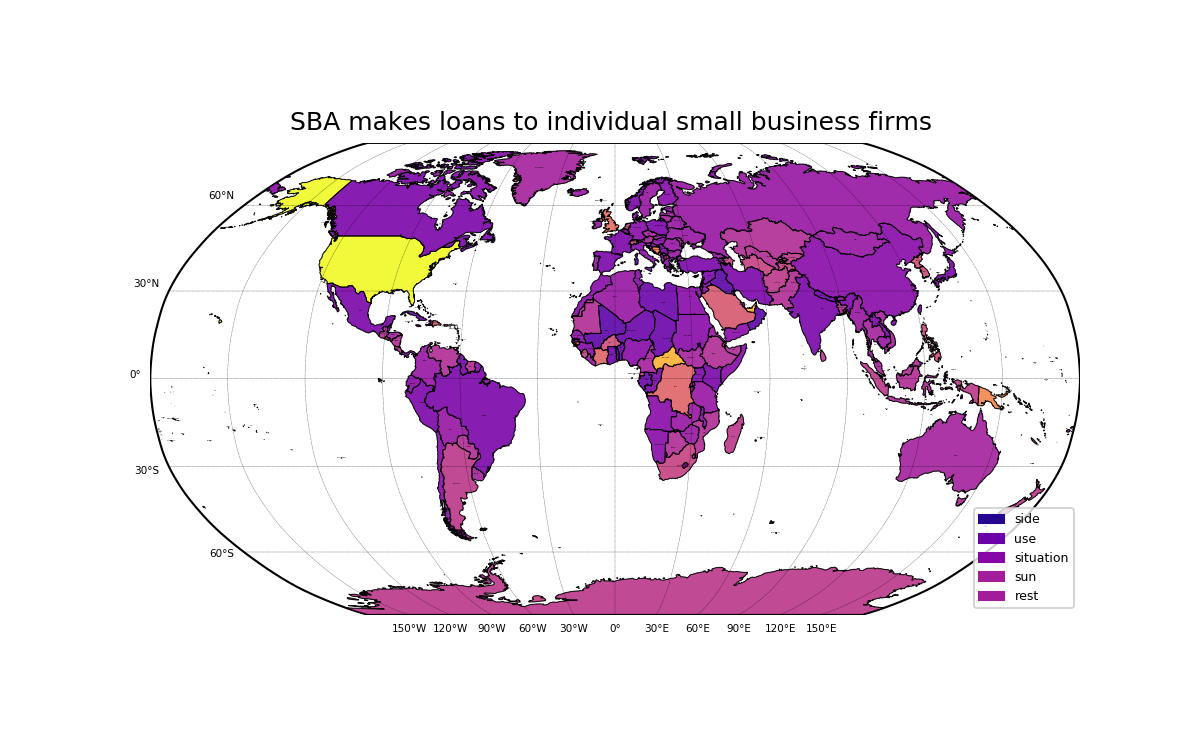 SBA makes loans to individual small business firms
60°N
30°N
0°
30°S
60°S
150°W 120°W 90°W 60°W 30°W 0° 30°E 60°E 90°E 120°E 150°E
side
use
situation
sun
rest